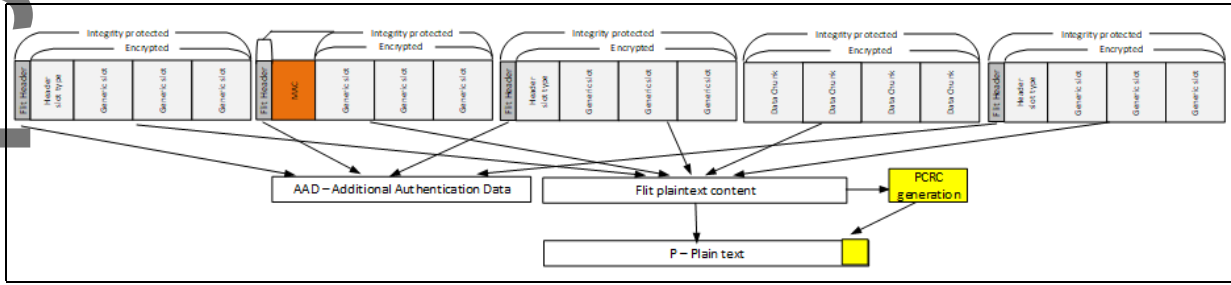 Integrity protected
Encrypted
Flit Header
Header slot type
Generic slot
Generic slot
Generic slot
Integrity protected
Encrypted
Flit Header
MAC
Generic slot
Generic slot
Generic slot
Integrity protected
Encrypted
Flit Header
Header slot type
Generic slot
Generic slot
Generic slot
Integrity protected
Encrypted
Data Chunk
Data Chunk
Data Chunk
Data Chunk
Integrity protected
Encrypted
Flit Header
Header slot type
Generic slot
Generic slot
Generic slot
AAD – Additional Authentication Data
Flit plaintext content
PCRC
generation
P – Plain text